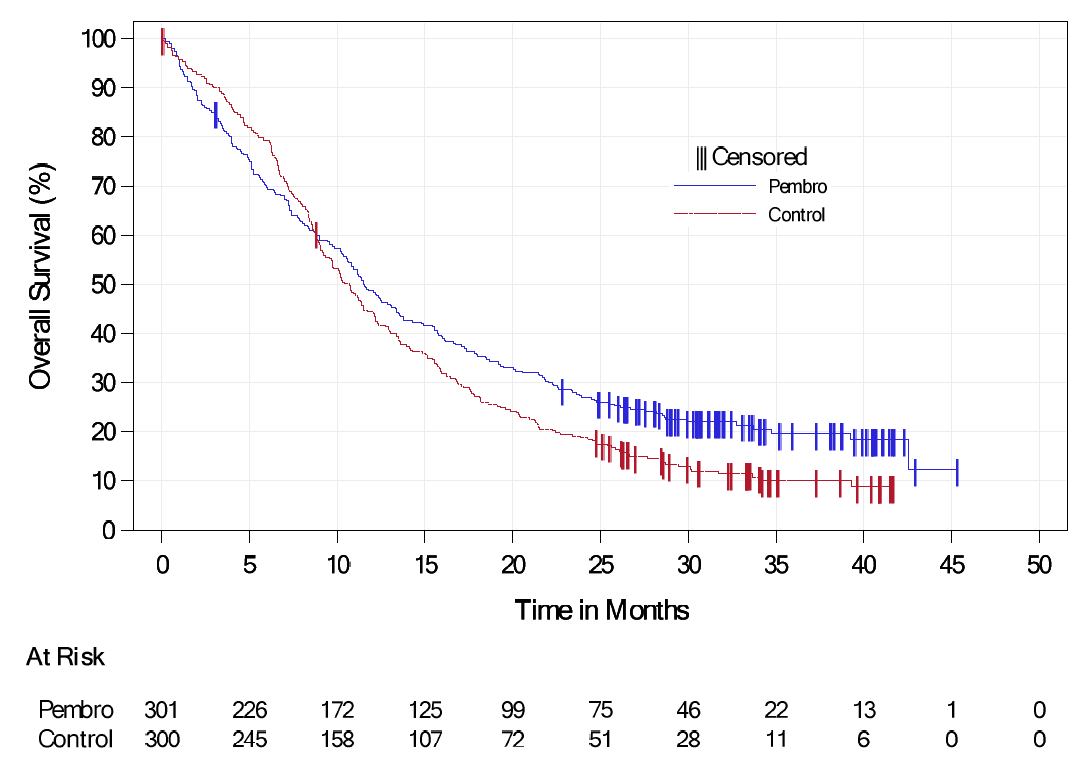 Overall Survival (%)
100
90
80
70
60
50
40
30
20
10
0
Censored
Pembro
Control
0 5 10 15 20 25 30 35 40 45 50
Time in Months
At Risk
Pembro 301 226 172 125 99 75 46 22 13 1 0
Control 300 245 158 107 72 51 28 11 6 0 0